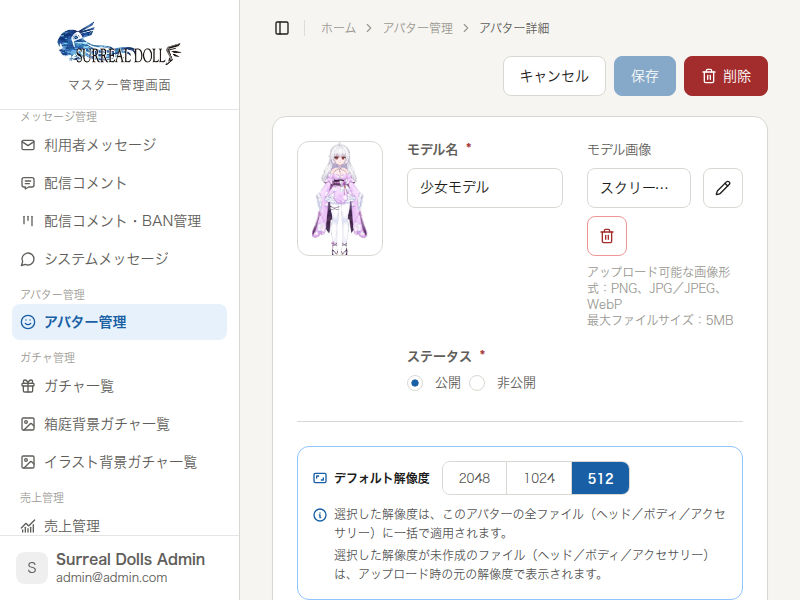 SURREAL DOLLS
マスター管理画面
メッセージ管理
利用者メッセージ
配信コメント
配信コメント・BAN管理
システムメッセージ
アバター管理
アバター管理
ガチャ管理
ガチャ一覧
箱庭背景ガチャ一覧
イラスト背景ガチャ一覧
売上管理
売上管理
S
Surreal Dolls Admin
admin@admin.com
ホーム > アバター管理 > アバター詳細
キャンセル 保存 削除
モデル名 *
少女モデル
モデル画像
スクリー…
アップロード可能な画像形
式：PNG、JPG／JPEG、
WebP
最大ファイルサイズ：5MB
ステータス *
公開 非公開
デフォルト解像度 2048 1024 512
選択した解像度は、このアバターの全ファイル（ヘッド／ボディ／アクセ
サリー）に一括で適用されます。
選択した解像度が未作成のファイル（ヘッド／ボディ／アクセサリー）
は、アップロード時の元の解像度で表示されます。